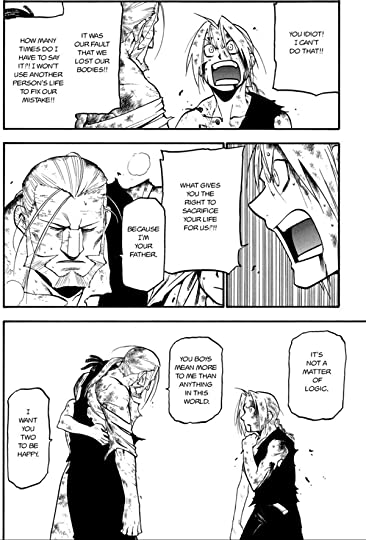 YOU IDIOT!
I CAN'T
DO THAT!!
IT WAS
OUR FAULT
THAT WE
LOST OUR
BODIES!!
HOW MANY
TIMES DO I
HAVE TO SAY
IT?! I WON'T
USE ANOTHER
PERSON'S LIFE
TO FIX OUR
MISTAKE!!
WHAT GIVES
YOU THE
RIGHT TO
SACRIFICE
YOUR LIFE
FOR US?!!
BECAUSE
I'M
YOUR
FATHER.
IT'S
NOT A
MATTER
OF
LOGIC.
YOU BOYS
MEAN MORE
TO ME THAN
ANYTHING
IN THIS
WORLD.
I
WANT
YOU
TWO
TO BE
HAPPY.